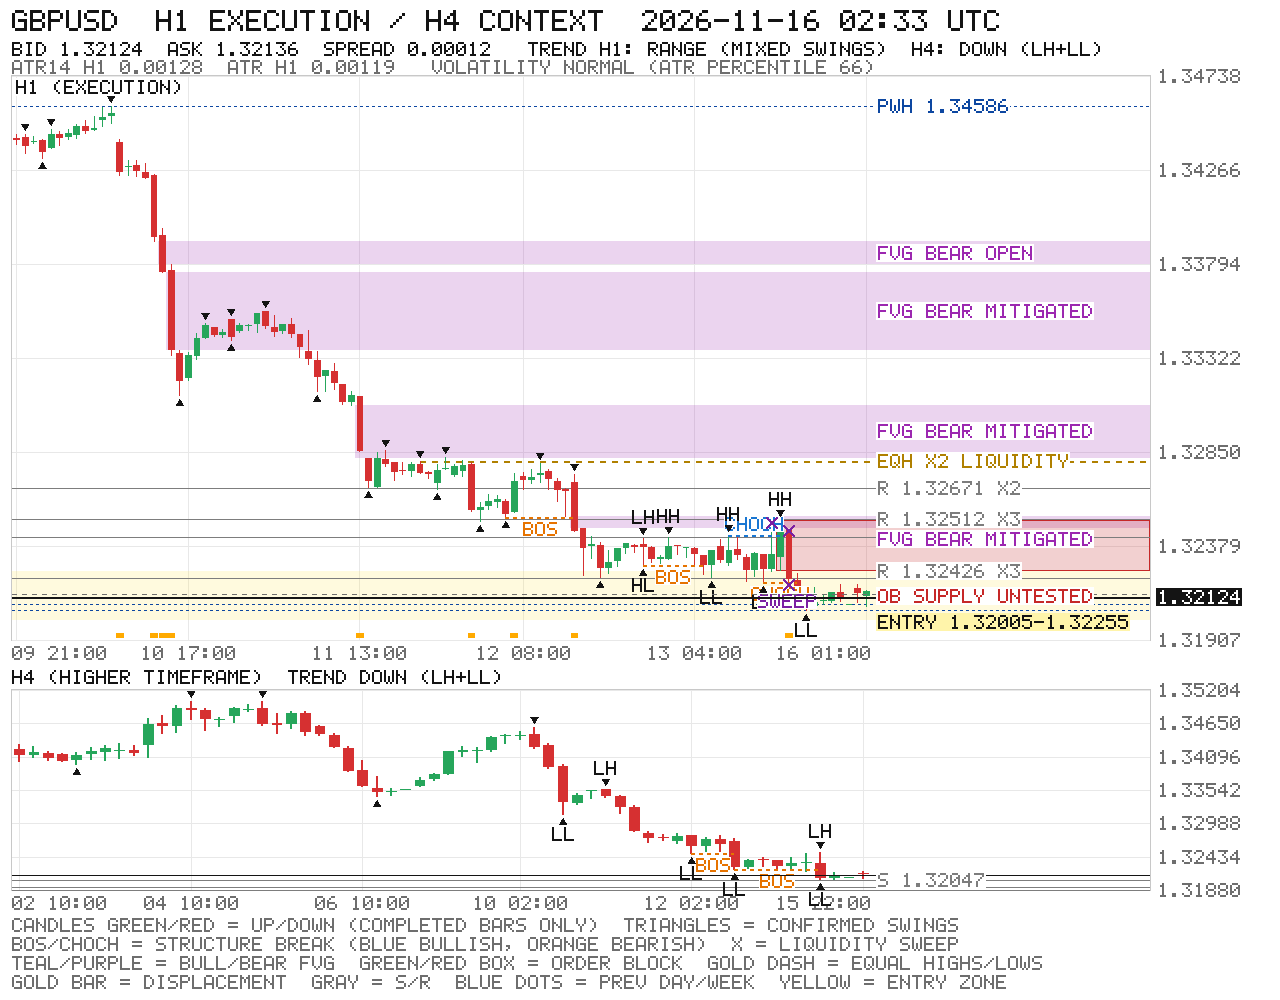 GBPUSD  H1 EXECUTION / H4 CONTEXT  2026-11-16 02:33 UTC
BID 1.32124  ASK 1.32136  SPREAD 0.00012   TREND H1: RANGE (MIXED SWINGS)  H4: DOWN (LH+LL)
ATR14 H1 0.00128  ATR H1 0.00119   VOLATILITY NORMAL (ATR PERCENTILE 66)
H1 (EXECUTION)
1.34738
PWH 1.34586
1.34266
FVG BEAR OPEN
1.33794
FVG BEAR MITIGATED
1.33322
FVG BEAR MITIGATED
1.32850
EQH X2 LIQUIDITY
R 1.32671 X2
HH
LH HH HH
R 1.32512 X3
BOS
FVG BEAR MITIGATED
1.32379
R 1.32426 X3
BOS
HL
LL
SWEEP
OB SUPPLY UNTESTED
1.32124
LL
ENTRY 1.32005-1.32255
1.31907
09 21:00  10 17:00  11 13:00  12 08:00  13 04:00  16 01:00
H4 (HIGHER TIMEFRAME)  TREND DOWN (LH+LL)
1.35204
1.34650
1.34096
LH
1.33542
LL
1.32988
LH
1.32434
BOS
LL
BOS
S 1.32047
LL
1.31880
LL
02 10:00  04 10:00  06 10:00  10 02:00  12 02:00  15 22:00
CANDLES GREEN/RED = UP/DOWN (COMPLETED BARS ONLY)  TRIANGLES = CONFIRMED SWINGS
BOS/CHOCH = STRUCTURE BREAK (BLUE BULLISH, ORANGE BEARISH)  X = LIQUIDITY SWEEP
TEAL/PURPLE = BULL/BEAR FVG  GREEN/RED BOX = ORDER BLOCK  GOLD DASH = EQUAL HIGHS/LOWS
GOLD BAR = DISPLACEMENT  GRAY = S/R  BLUE DOTS = PREV DAY/WEEK  YELLOW = ENTRY ZONE